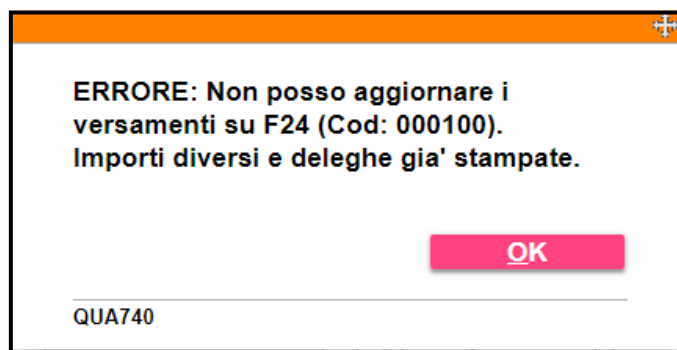 ERRORE: Non posso aggiornare i
versamenti su F24 (Cod: 000100).
Importi diversi e deleghe gia' stampate.
OK
QUA740